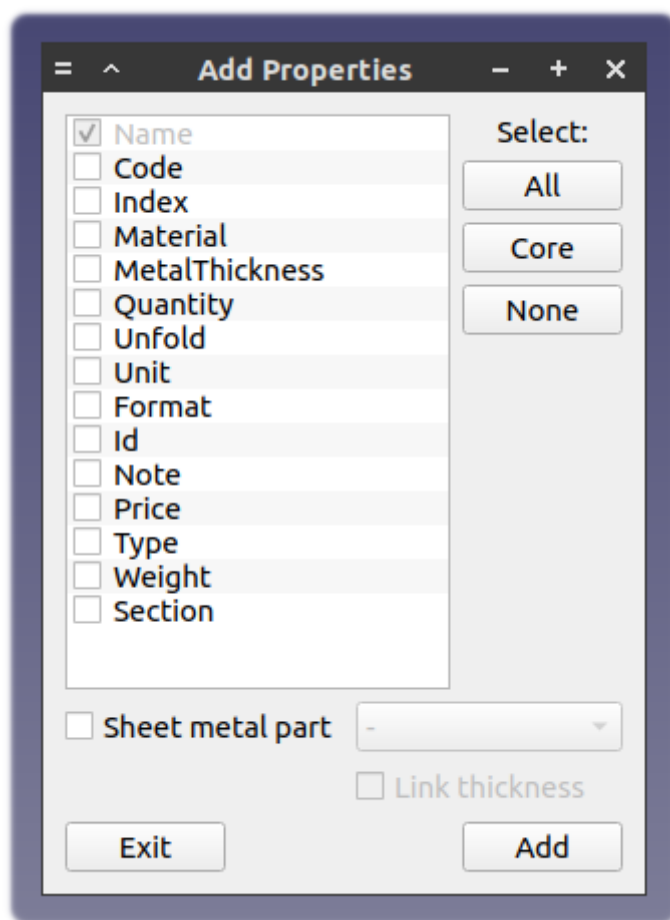 Add Properties
Name
Code
Index
Material
MetalThickness
Quantity
Unfold
Unit
Format
Id
Note
Price
Type
Weight
Section
Select:
All
Core
None
Sheet metal part
-
Link thickness
Exit
Add